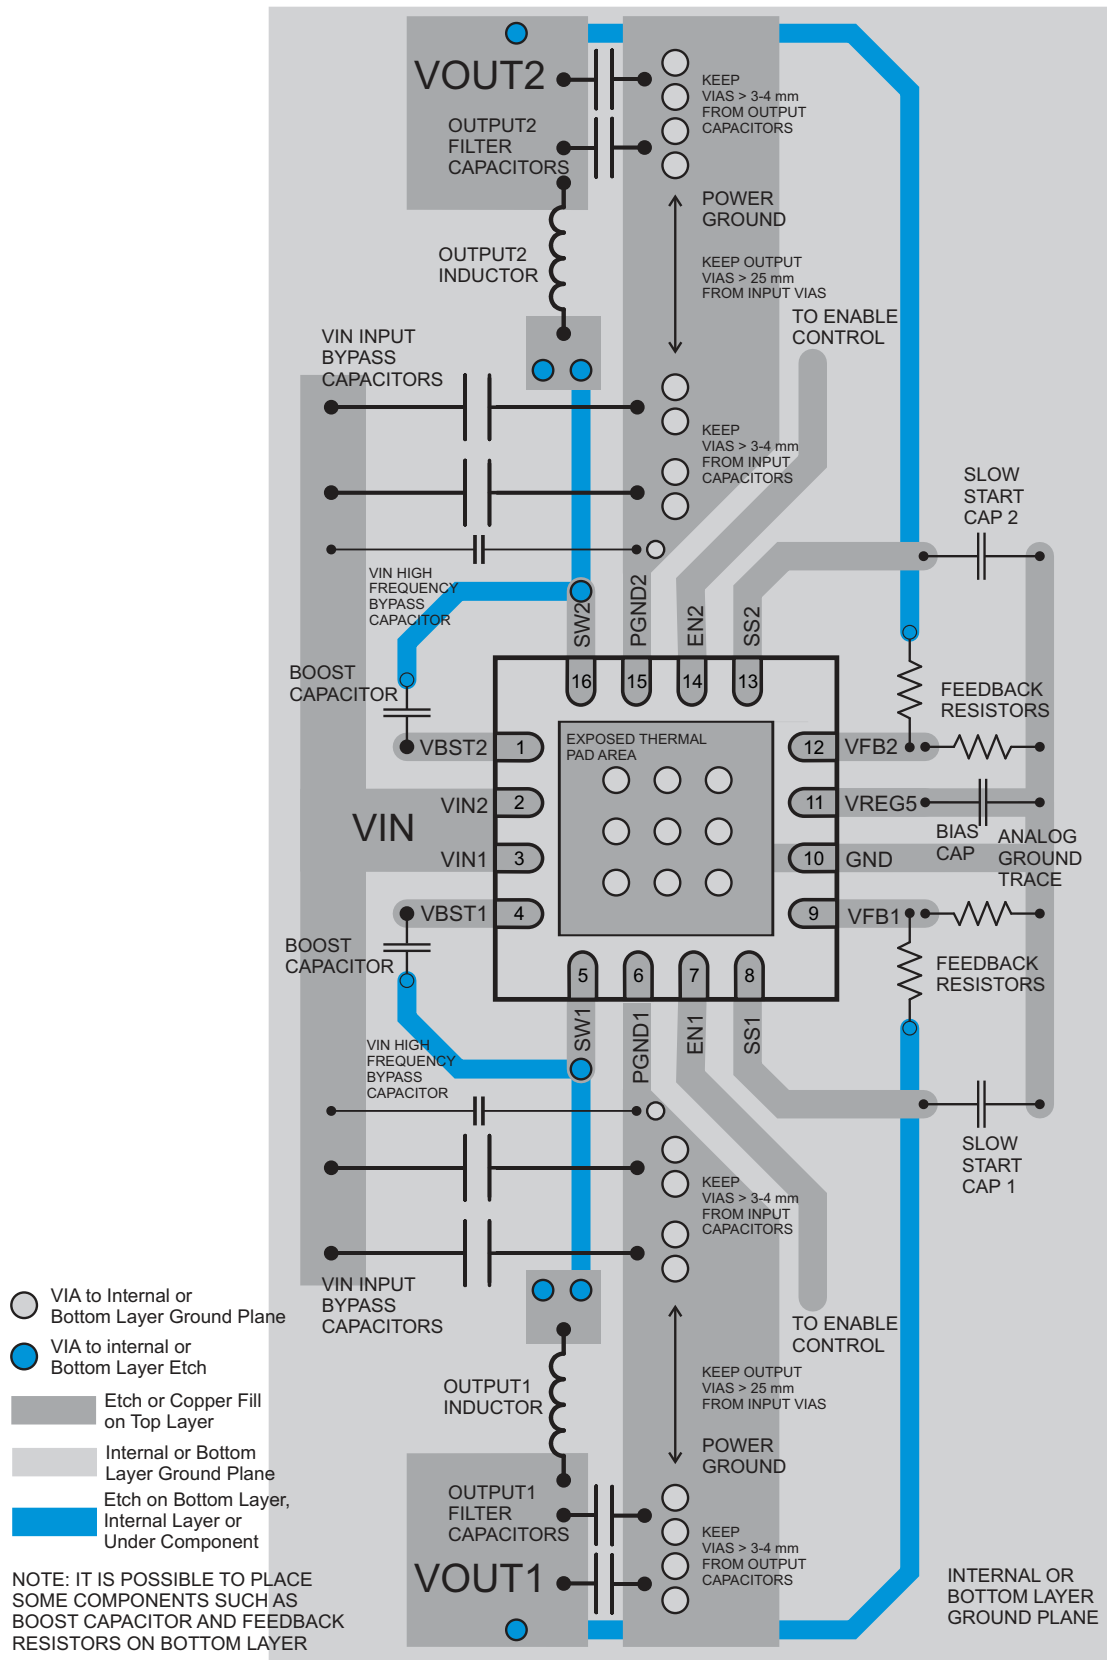 VOUT2
KEEP
VIAS > 3-4 mm
FROM OUTPUT
CAPACITORS
OUTPUT2
FILTER
CAPACITORS
POWER
GROUND
OUTPUT2
INDUCTOR
KEEP OUTPUT
VIAS > 25 mm
FROM INPUT VIAS
TO ENABLE
CONTROL
VIN INPUT
BYPASS
CAPACITORS
KEEP
VIAS > 3-4 mm
FROM INPUT
CAPACITORS
SLOW
START
CAP 2
VIN HIGH
FREQUENCY
BYPASS
CAPACITOR
SW2
PGND2
EN2
SS2
BOOST
CAPACITOR
16
15
14
13
FEEDBACK
RESISTORS
VBST2
1
EXPOSED THERMAL
PAD AREA
12
VFB2
VIN2
2
11
VREG5
VIN
BIAS
CAP
ANALOG
GROUND
TRACE
VIN1
3
10
GND
VBST1
4
9
VFB1
BOOST
CAPACITOR
5
6
7
8
FEEDBACK
RESISTORS
SW1
PGND1
EN1
SS1
VIN HIGH
FREQUENCY
BYPASS
CAPACITOR
SLOW
START
CAP 1
KEEP
VIAS > 3-4 mm
FROM INPUT
CAPACITORS
VIN INPUT
BYPASS
CAPACITORS
TO ENABLE
CONTROL
OUTPUT1
INDUCTOR
KEEP OUTPUT
VIAS > 25 mm
FROM INPUT VIAS
POWER
GROUND
OUTPUT1
FILTER
CAPACITORS
KEEP
VIAS > 3-4 mm
FROM OUTPUT
CAPACITORS
VOUT1
INTERNAL OR
BOTTOM LAYER
GROUND PLANE
VIA to Internal or
Bottom Layer Ground Plane
VIA to internal or
Bottom Layer Etch
Etch or Copper Fill
on Top Layer
Internal or Bottom
Layer Ground Plane
Etch on Bottom Layer,
Internal Layer or
Under Component
NOTE: IT IS POSSIBLE TO PLACE
SOME COMPONENTS SUCH AS
BOOST CAPACITOR AND FEEDBACK
RESISTORS ON BOTTOM LAYER